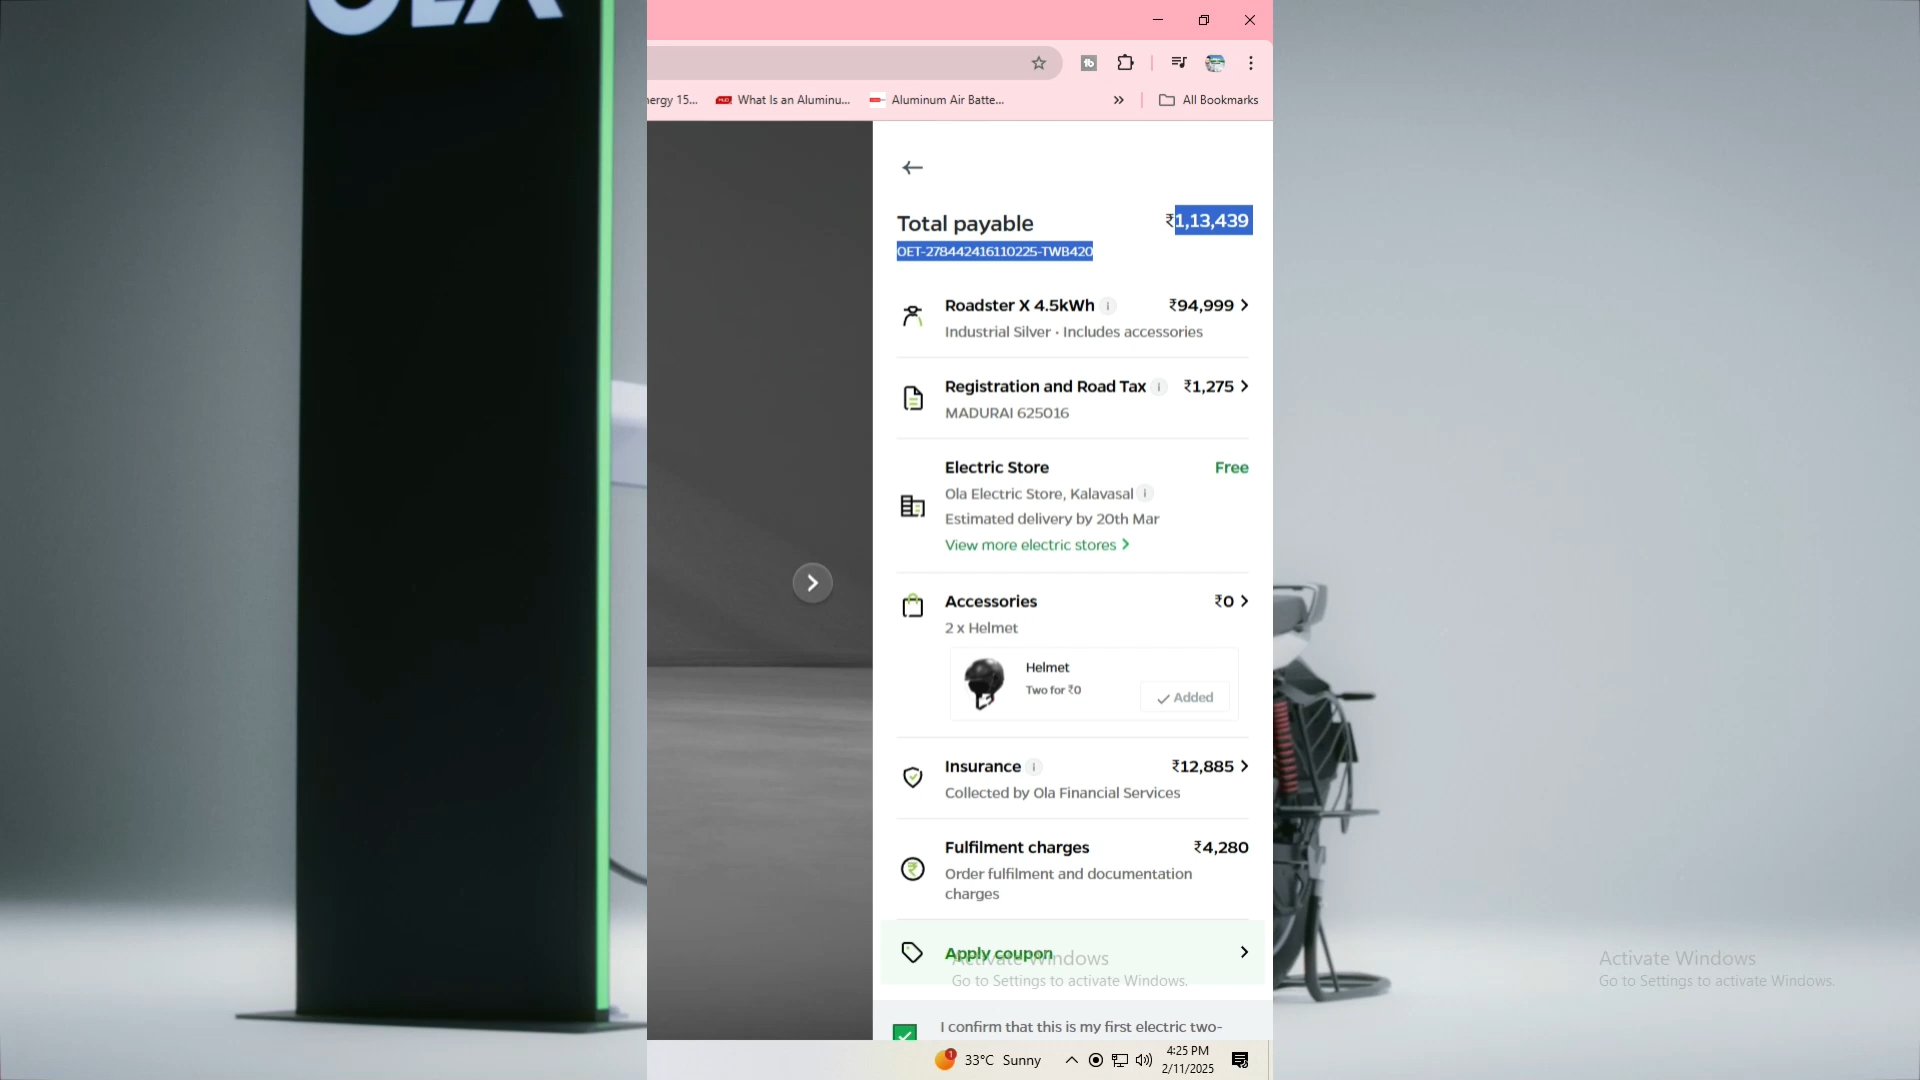 OLA
nergy 15...
What Is an Aluminu...
Aluminum Air Batte...
»
All Bookmarks
Total payable
₹1,13,439
OET-278442416110225-TWB420
Roadster X 4.5kWh
₹94,999
Industrial Silver · Includes accessories
Registration and Road Tax
₹1,275
MADURAI 625016
Electric Store
Free
Ola Electric Store, Kalavasal
Estimated delivery by 20th Mar
View more electric stores
Accessories
₹0
2 x Helmet
Helmet
Two for ₹0
Added
Insurance
₹12,885
Collected by Ola Financial Services
Fulfilment charges
₹4,280
Order fulfilment and documentation
charges
Apply coupon
Activate Windows
Go to Settings to activate Windows.
Activate Windows
Go to Settings to activate Windows.
I confirm that this is my first electric two-
33°C Sunny
4:25 PM
2/11/2025